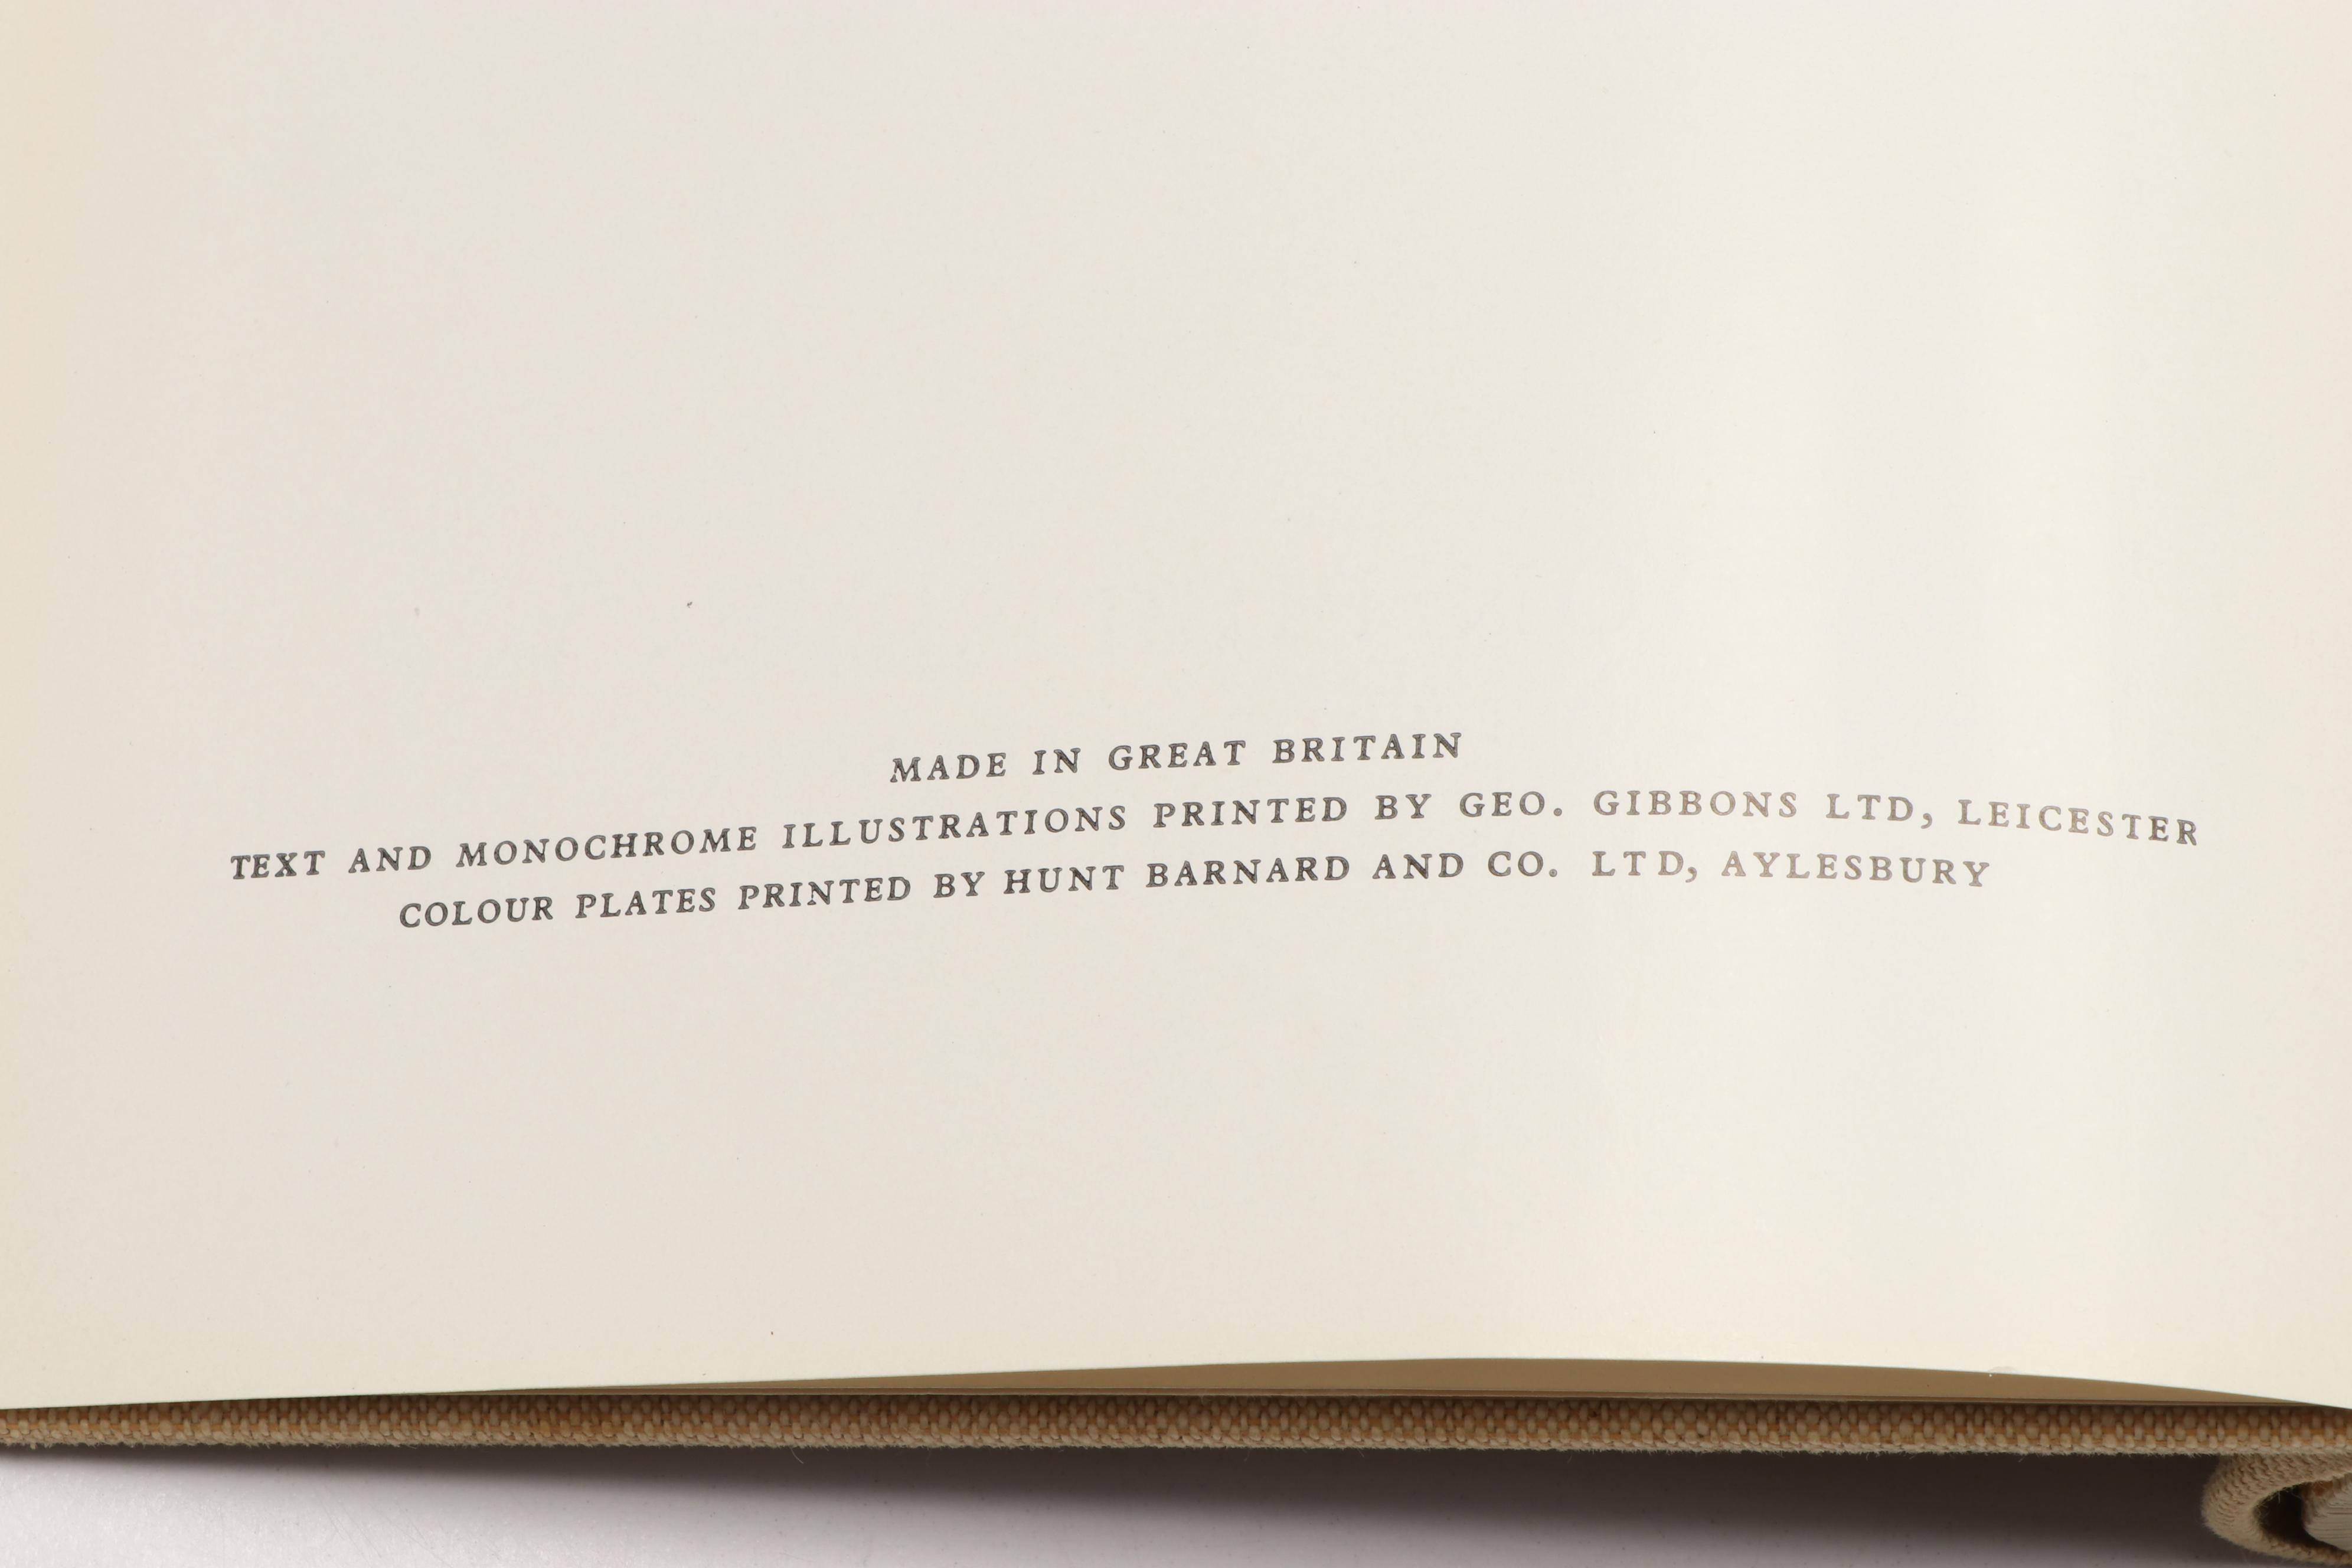 MADE IN GREAT BRITAIN
TEXT AND MONOCHROME ILLUSTRATIONS PRINTED BY GEO. GIBBONS LTD, LEICESTER
COLOUR PLATES PRINTED BY HUNT BARNARD AND CO. LTD, AYLESBURY